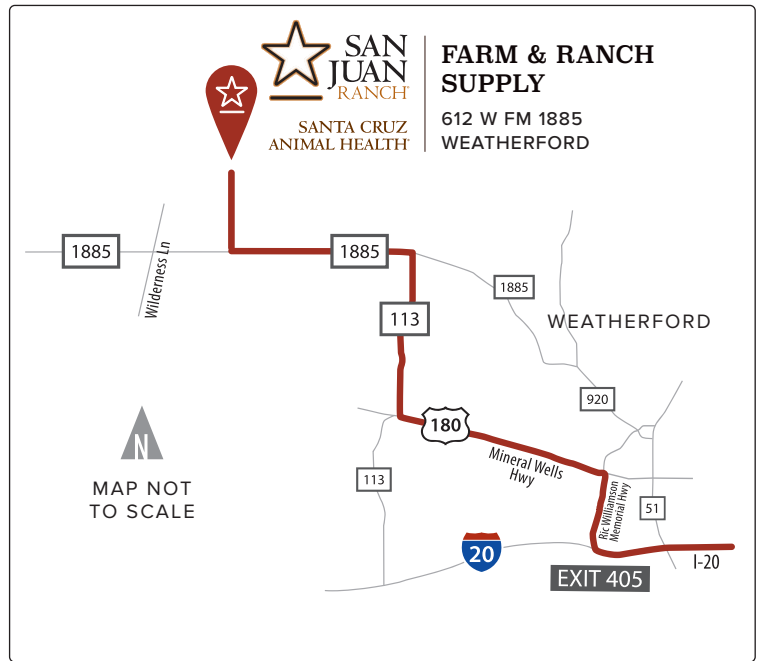 SAN
JUAN
RANCH
SANTA CRUZ
ANIMAL HEALTH
FARM & RANCH
SUPPLY
612 W FM 1885
WEATHERFORD
1885
Wilderness Ln
1885
1885
113
WEATHERFORD
920
180
Mineral Wells
Hwy
N
MAP NOT
TO SCALE
113
Ric Williamson
Memorial Hwy
51
20
I-20
EXIT 405